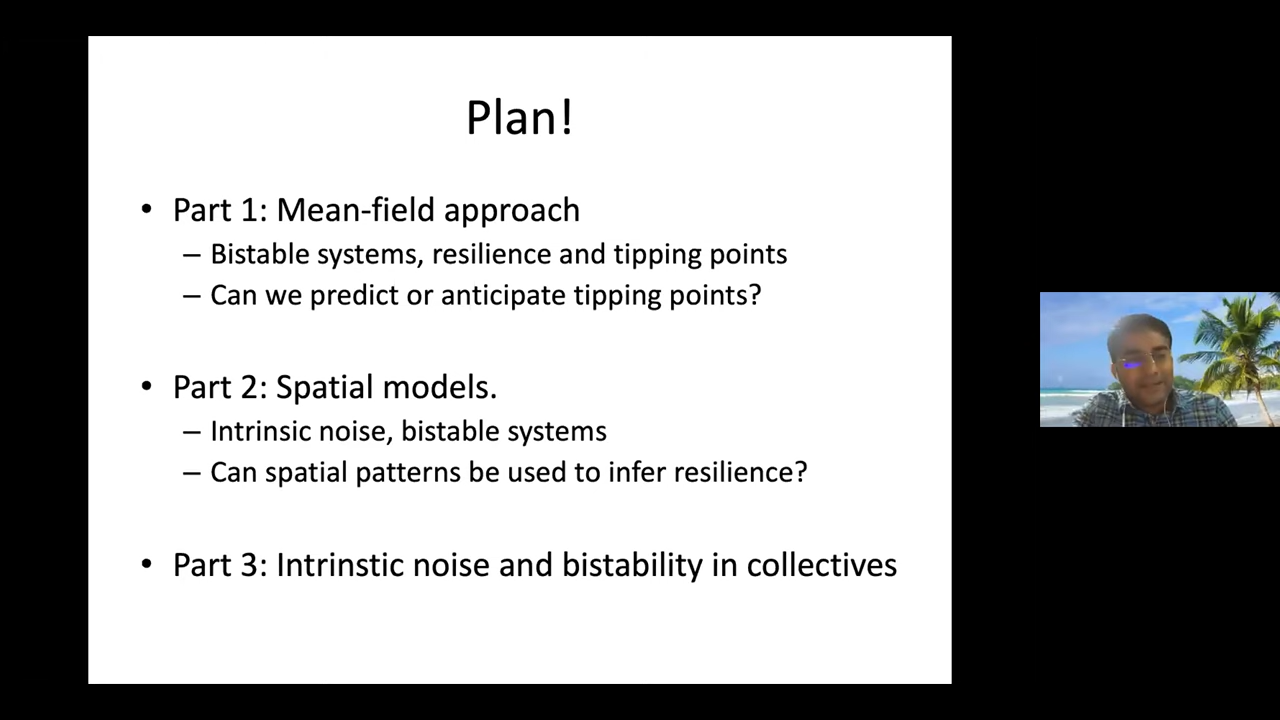 Plan!
• Part 1: Mean-field approach
– Bistable systems, resilience and tipping points
– Can we predict or anticipate tipping points?
• Part 2: Spatial models.
– Intrinsic noise, bistable systems
– Can spatial patterns be used to infer resilience?
• Part 3: Intrinstic noise and bistability in collectives